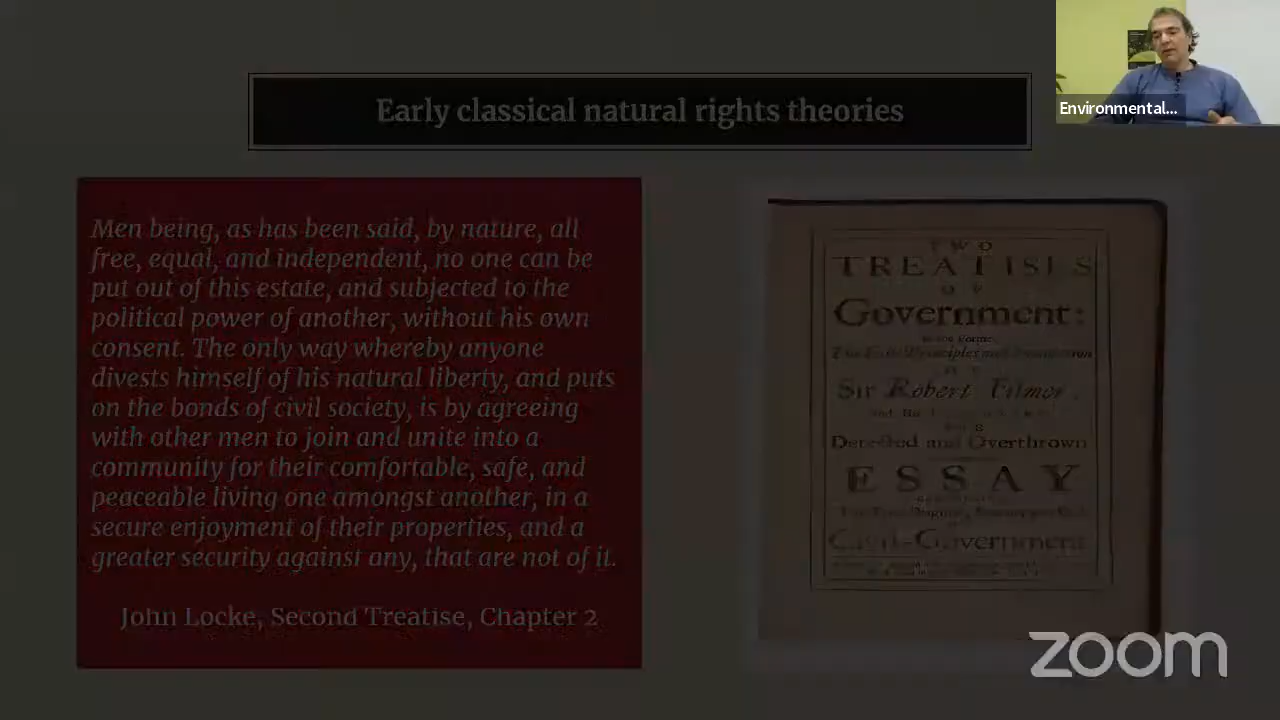 Early classical natural rights theories
Environmental...
Men being, as has been said, by nature, all
free, equal, and independent, no one can be
put out of this estate, and subjected to the
political power of another, without his own
consent. The only way whereby anyone
divests himself of his natural liberty, and puts
on the bonds of civil society, is by agreeing
with other men to join and unite into a
community for their comfortable, safe, and
peaceable living one amongst another, in a
secure enjoyment of their properties, and a
greater security against any, that are not of it.
John Locke, Second Treatise, Chapter 2
TWO
TREATISES
OF
Government:
Sir Robert Filmer,
Detected and Overthrown
ESSAY
Civil-Government
zoom